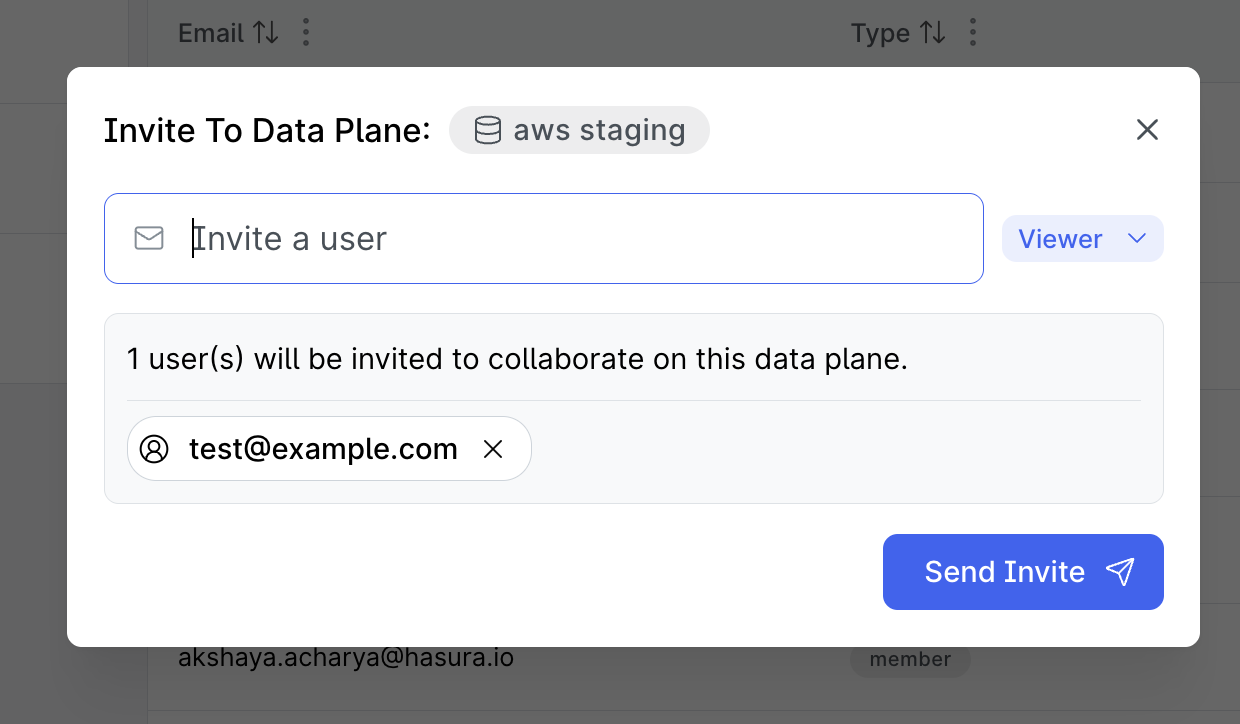 Email Type
Invite To Data Plane: aws staging
Invite a user Viewer
1 user(s) will be invited to collaborate on this data plane.
test@example.com
Send Invite
akshaya.acharya@hasura.io member